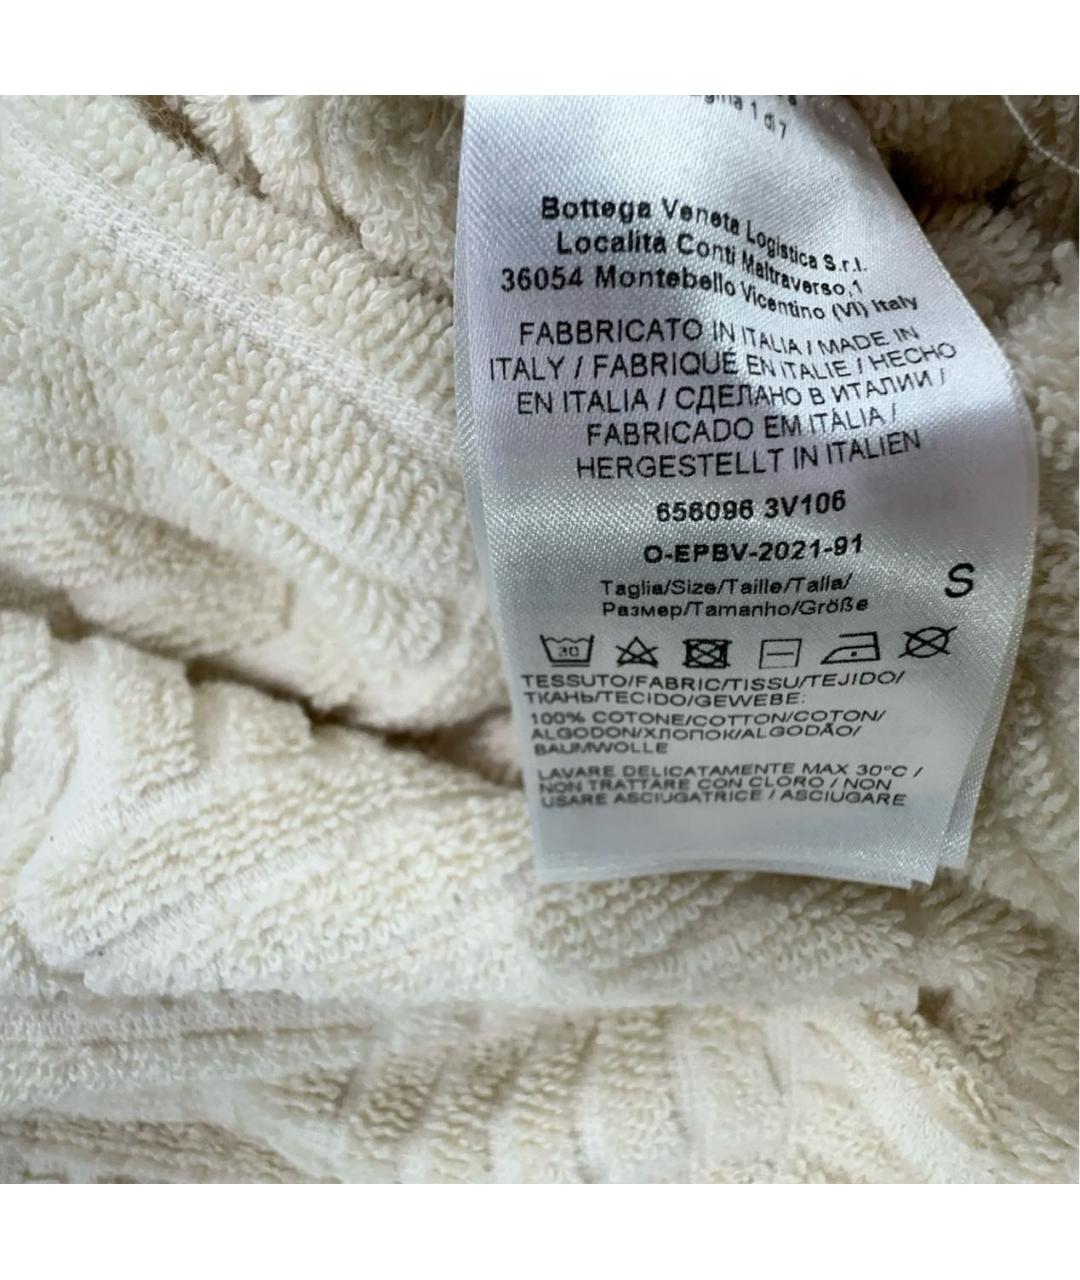 1 di 7
Bottega Veneta Logistica S.r.l.
Località Conti Maltraverso,1
36054 Montebello Vicentino (VI) Italy
FABBRICATO IN ITALIA / MADE IN
ITALY / FABRIQUÉ EN ITALIE / HECHO
EN ITALIA / СДЕЛАНО В ИТАЛИИ /
FABRICADO EM ITÁLIA /
HERGESTELLT IN ITALIEN
656096 3V106
O-EPBV-2021-91
Taglia/Size/Taille/Talla/
Размер/Tamanho/Größe
S
30
TESSUTO/FABRIC/TISSU/TEJIDO/
ТКАНЬ/TECIDO/GEWEBE:
100% COTONE/COTTON/COTON/
ALGODON/ХЛОПОК/ALGODÃO/
BAUMWOLLE
LAVARE DELICATAMENTE MAX 30°C /
NON TRATTARE CON CLORO / NON
USARE ASCIUGATRICE / ASCIUGARE